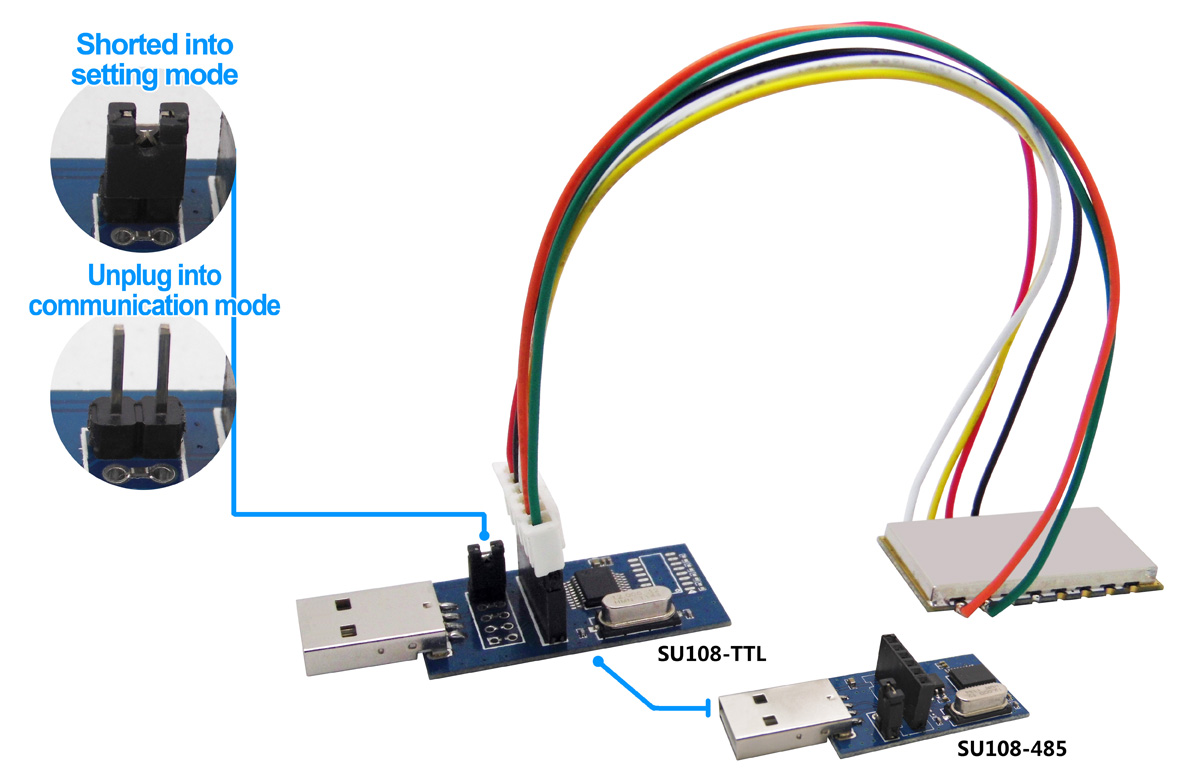 Shorted into
setting mode
Unplug into
communication mode
SU108-TTL
SU108-485